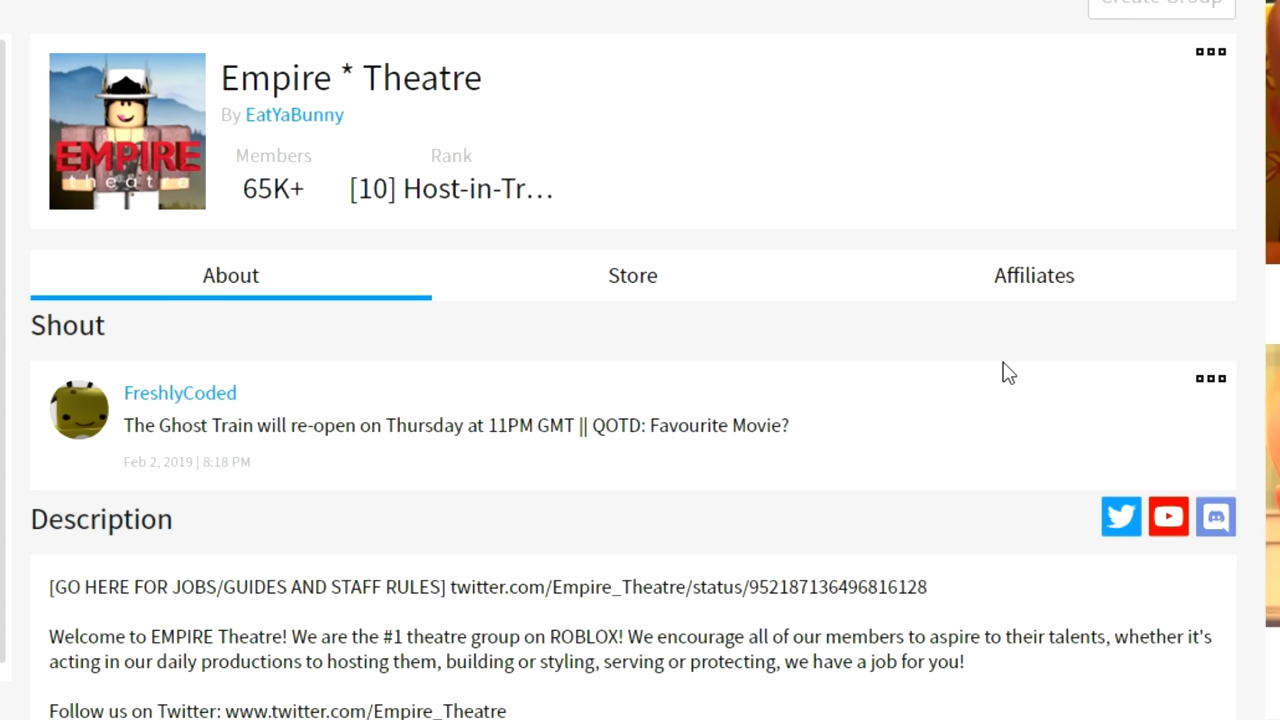 Create Group
Empire * Theatre
By EatYaBunny
Members Rank
65K+ [10] Host-in-Tr...
EMPIRE
theatre
About Store Affiliates
Shout
FreshlyCoded
The Ghost Train will re-open on Thursday at 11PM GMT || QOTD: Favourite Movie?
Feb 2, 2019 | 8:18 PM
Description
[GO HERE FOR JOBS/GUIDES AND STAFF RULES] twitter.com/Empire_Theatre/status/952187136496816128
Welcome to EMPIRE Theatre! We are the #1 theatre group on ROBLOX! We encourage all of our members to aspire to their talents, whether it's
acting in our daily productions to hosting them, building or styling, serving or protecting, we have a job for you!
Follow us on Twitter: www.twitter.com/Empire_Theatre